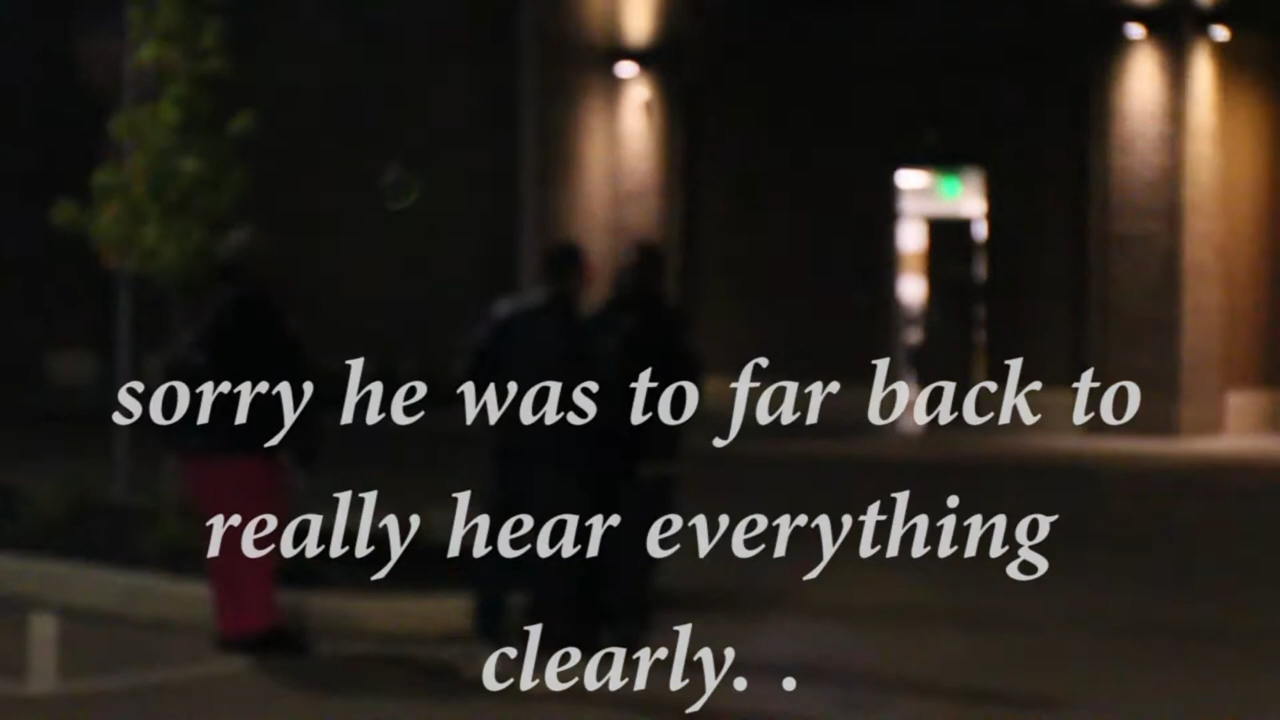 sorry he was to far back to
really hear everything
clearly. .